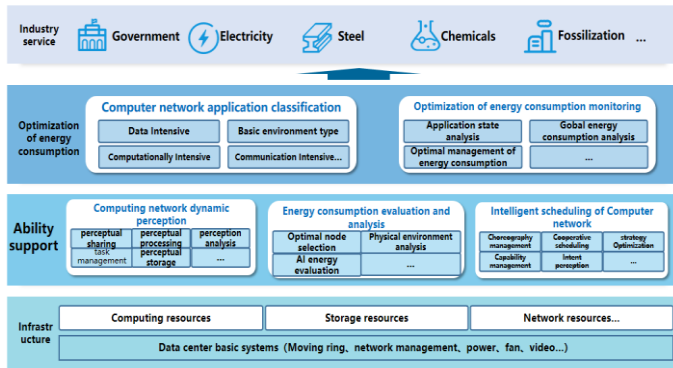 Industry
service
Government
Electricity
Steel
Chemicals
Fossilization
...
Optimization
of energy
consumption
Computer network application classification
Data Intensive
Basic environment type
Computationally Intensive
Communication Intensive...
Optimization of energy consumption monitoring
Application state
analysis
Gobal energy
consumption analysis
Optimal management of
energy consumption
...
Ability
support
Computing network dynamic
perception
perceptual
sharing
perceptual
processing
perception
analysis
task
management
perceptual
storage
...
Energy consumption evaluation and
analysis
Optimal node
selection
Physical environment
analysis
AI energy
evaluation
...
Intelligent scheduling of Computer
network
Choreography
management
Cooperative
scheduling
strategy
Optimization
Capability
management
Intent
perception
...
Infrastr
ucture
Computing resources
Storage resources
Network resources...
Data center basic systems（Moving ring、network management、power、fan、video...）